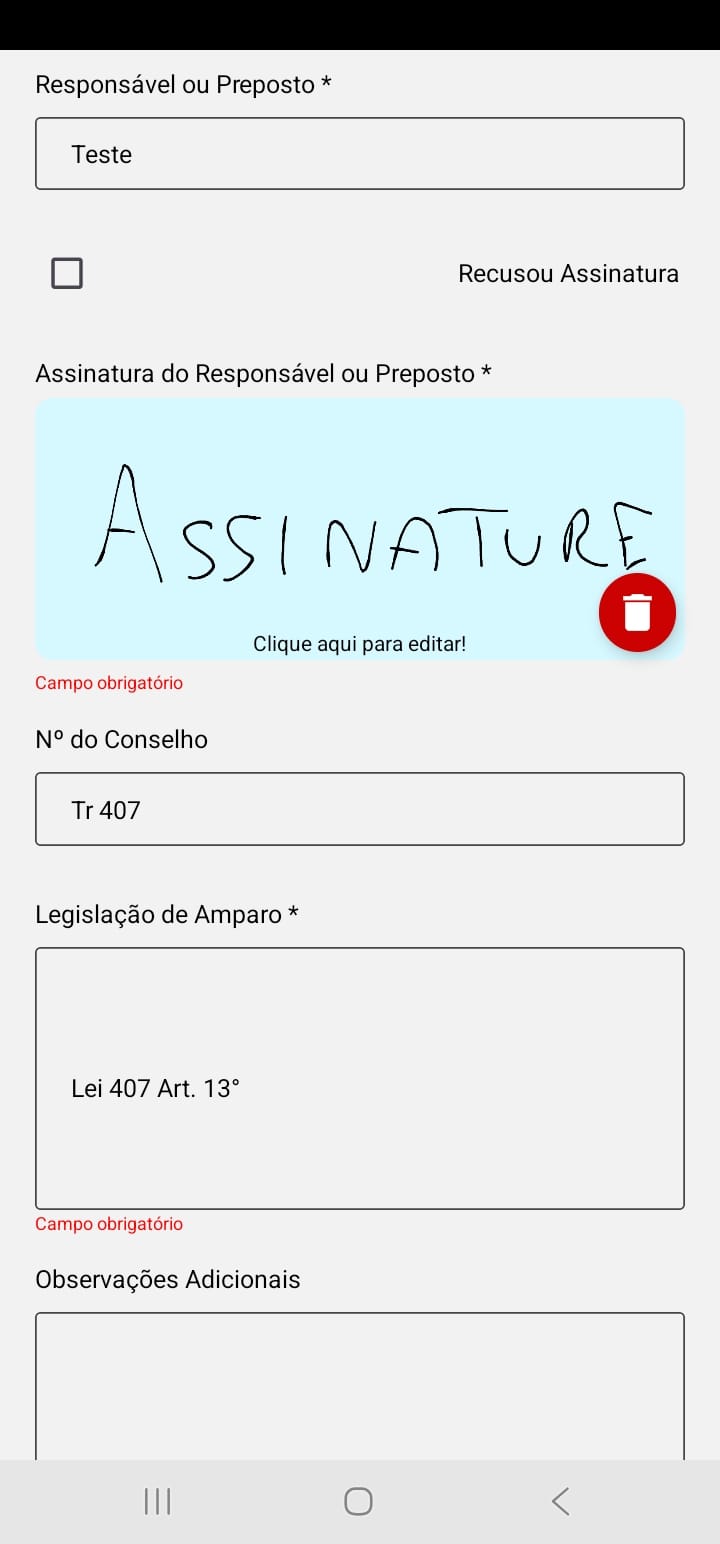 Responsável ou Preposto *
Teste
Recusou Assinatura
Assinatura do Responsável ou Preposto *
ASSINATURE
Clique aqui para editar!
Campo obrigatório
Nº do Conselho
Tr 407
Legislação de Amparo *
Lei 407 Art. 13°
Campo obrigatório
Observações Adicionais